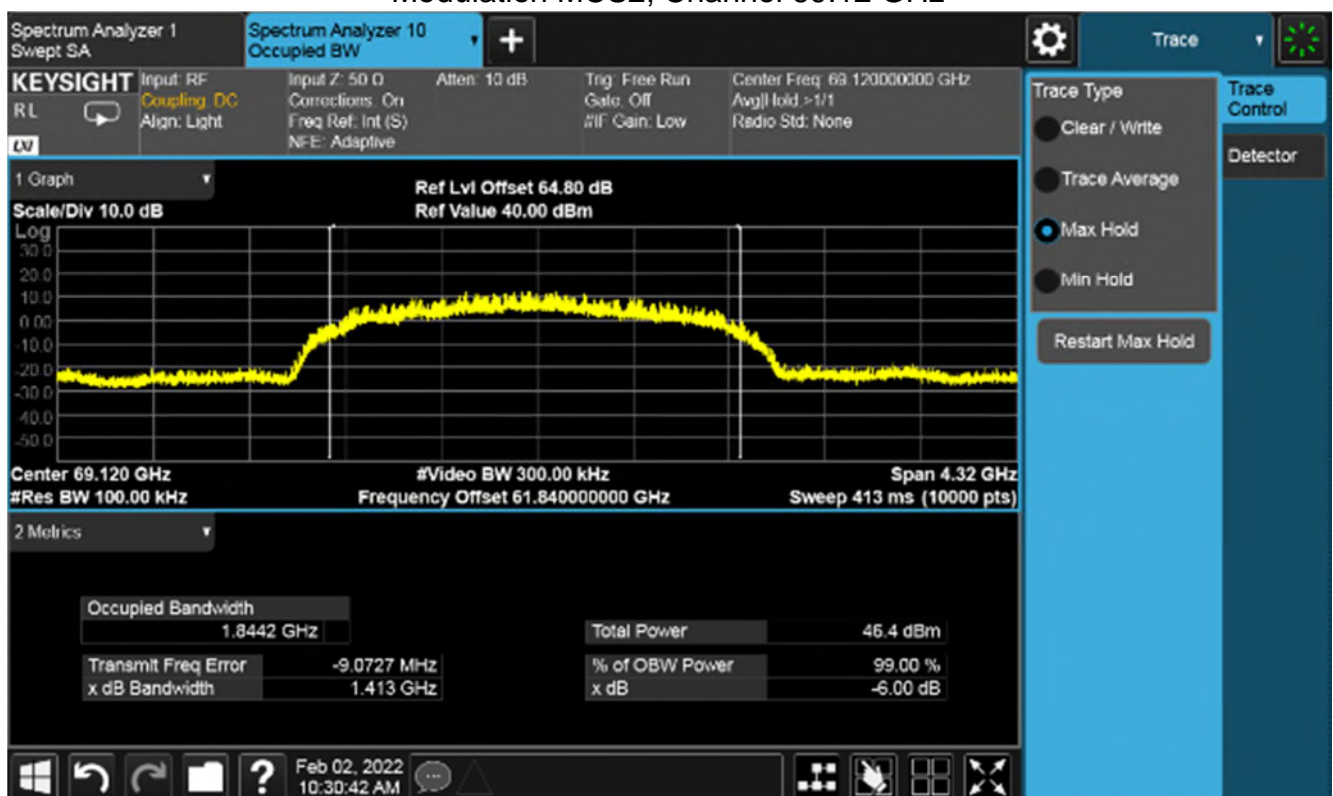 Spectrum Analyzer 1
Swept SA
Spectrum Analyzer 10
Occupied BW
Trace
KEYSIGHT
RL
LXI
Input: RF
Coupling: DC
Align: Light
Input Z: 50 Ω
Corrections: On
Freq Ref: Int (S)
NFE: Adaptive
Atten: 10 dB
Trig: Free Run
Gate: Off
#IF Gain: Low
Center Freq: 69.120000000 GHz
Avg|Hold:>1/1
Radio Std: None
Trace Type
Clear / Write
Trace Average
Max Hold
Min Hold
Restart Max Hold
Trace
Control
Detector
1 Graph
Scale/Div 10.0 dB
Ref Lvl Offset 64.80 dB
Ref Value 40.00 dBm
Log
30.0
20.0
10.0
0.00
-10.0
-20.0
-30.0
-40.0
-50.0
Center 69.120 GHz
#Video BW 300.00 kHz
Span 4.32 GHz
#Res BW 100.00 kHz
Frequency Offset 61.840000000 GHz
Sweep 413 ms (10000 pts)
2 Metrics
Occupied Bandwidth
1.8442 GHz
Total Power 46.4 dBm
Transmit Freq Error -9.0727 MHz
% of OBW Power 99.00 %
x dB Bandwidth 1.413 GHz
x dB -6.00 dB
?
Feb 02, 2022
10:30:42 AM